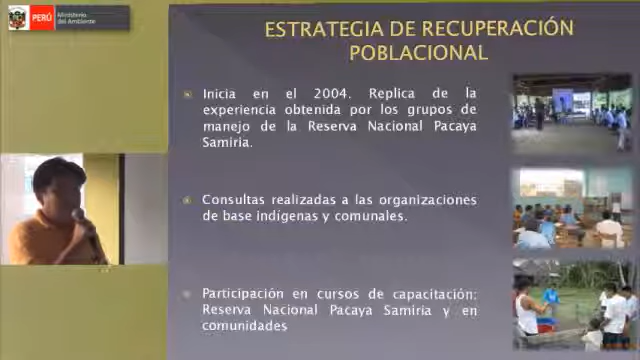 PERÚ
Ministerio
del Ambiente
ESTRATEGIA DE RECUPERACIÓN
POBLACIONAL
Inicia en el 2004. Replica de la
experiencia obtenida por los grupos de
manejo de la Reserva Nacional Pacaya
Samiria.
Consultas realizadas a las organizaciones
de base indígenas y comunales.
Participación en cursos de capacitación:
Reserva Nacional Pacaya Samiria y en
comunidades